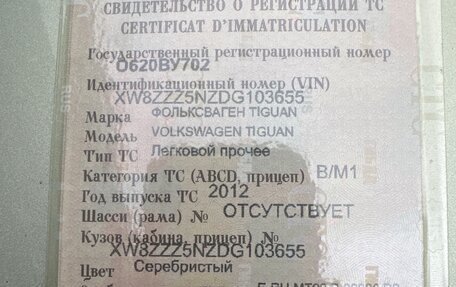 СВИДЕТЕЛЬСТВО О РЕГИСТРАЦИИ ТС
CERTIFICAT D'IMMATRICULATION
Государственный регистрационный номер
О620ВУ702
Идентификационный номер (VIN)
XW8ZZZ5NZDG103655
Марка ФОЛЬКСВАГЕН TIGUAN
Модель VOLKSWAGEN TIGUAN
Тип ТС Легковой прочее
Категория ТС (ABCD, прицеп) B/M1
Год выпуска ТС 2012
Шасси (рама) № ОТСУТСТВУЕТ
Кузов (кабина, прицеп) №
XW8ZZZ5NZDG103655
Цвет Серебристый